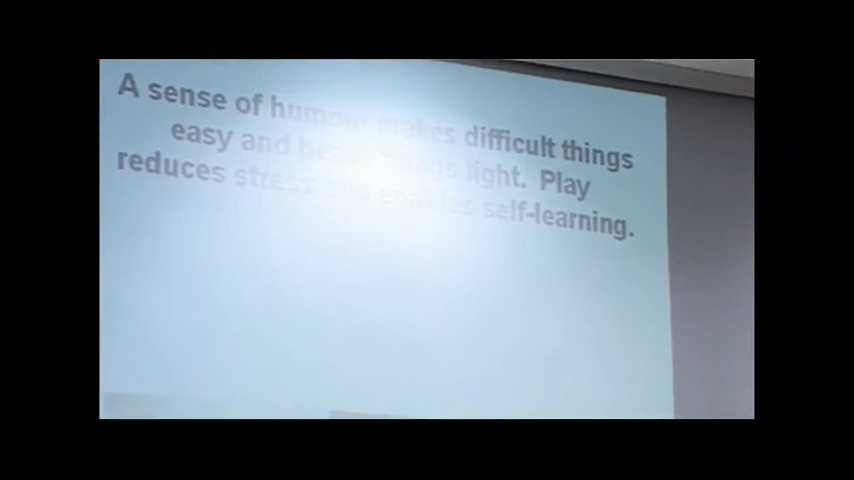 A sense of humour makes difficult things
easy and heavy things light. Play
reduces stress and enables self-learning.